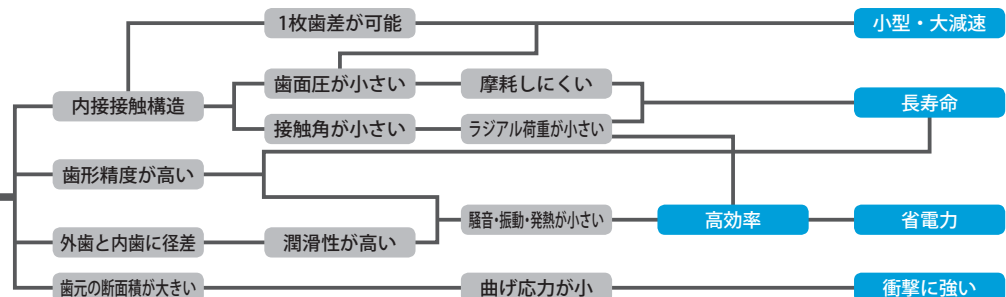 1枚歯差が可能
小型・大減速
歯面圧が小さい
摩耗しにくい
内接接触構造
長寿命
接触角が小さい
ラジアル荷重が小さい
歯形精度が高い
騒音・振動・発熱が小さい
高効率
省電力
外歯と内歯に径差
潤滑性が高い
歯元の断面積が大きい
曲げ応力が小
衝撃に強い